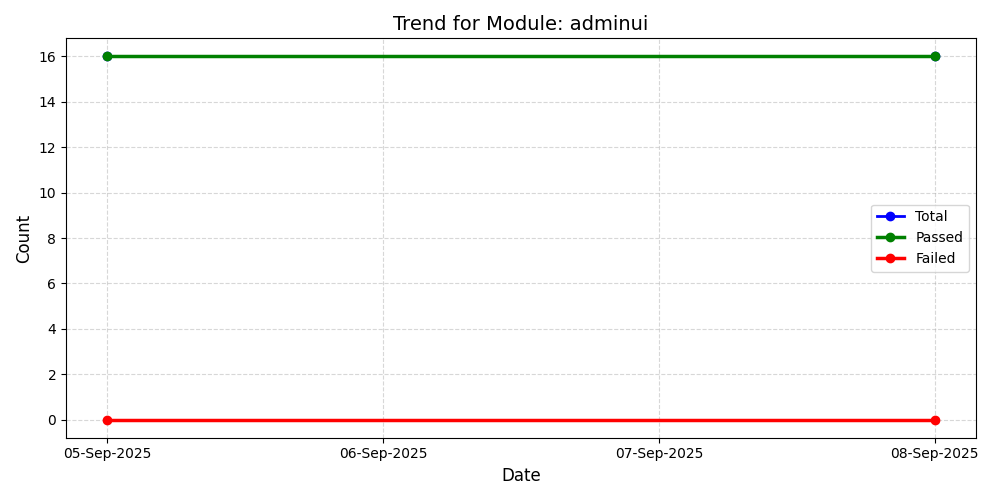 Trend for Module: adminui
16
14
12
10
8
6
4
2
0
Count
Total
Passed
Failed
05-Sep-2025
06-Sep-2025
07-Sep-2025
08-Sep-2025
Date